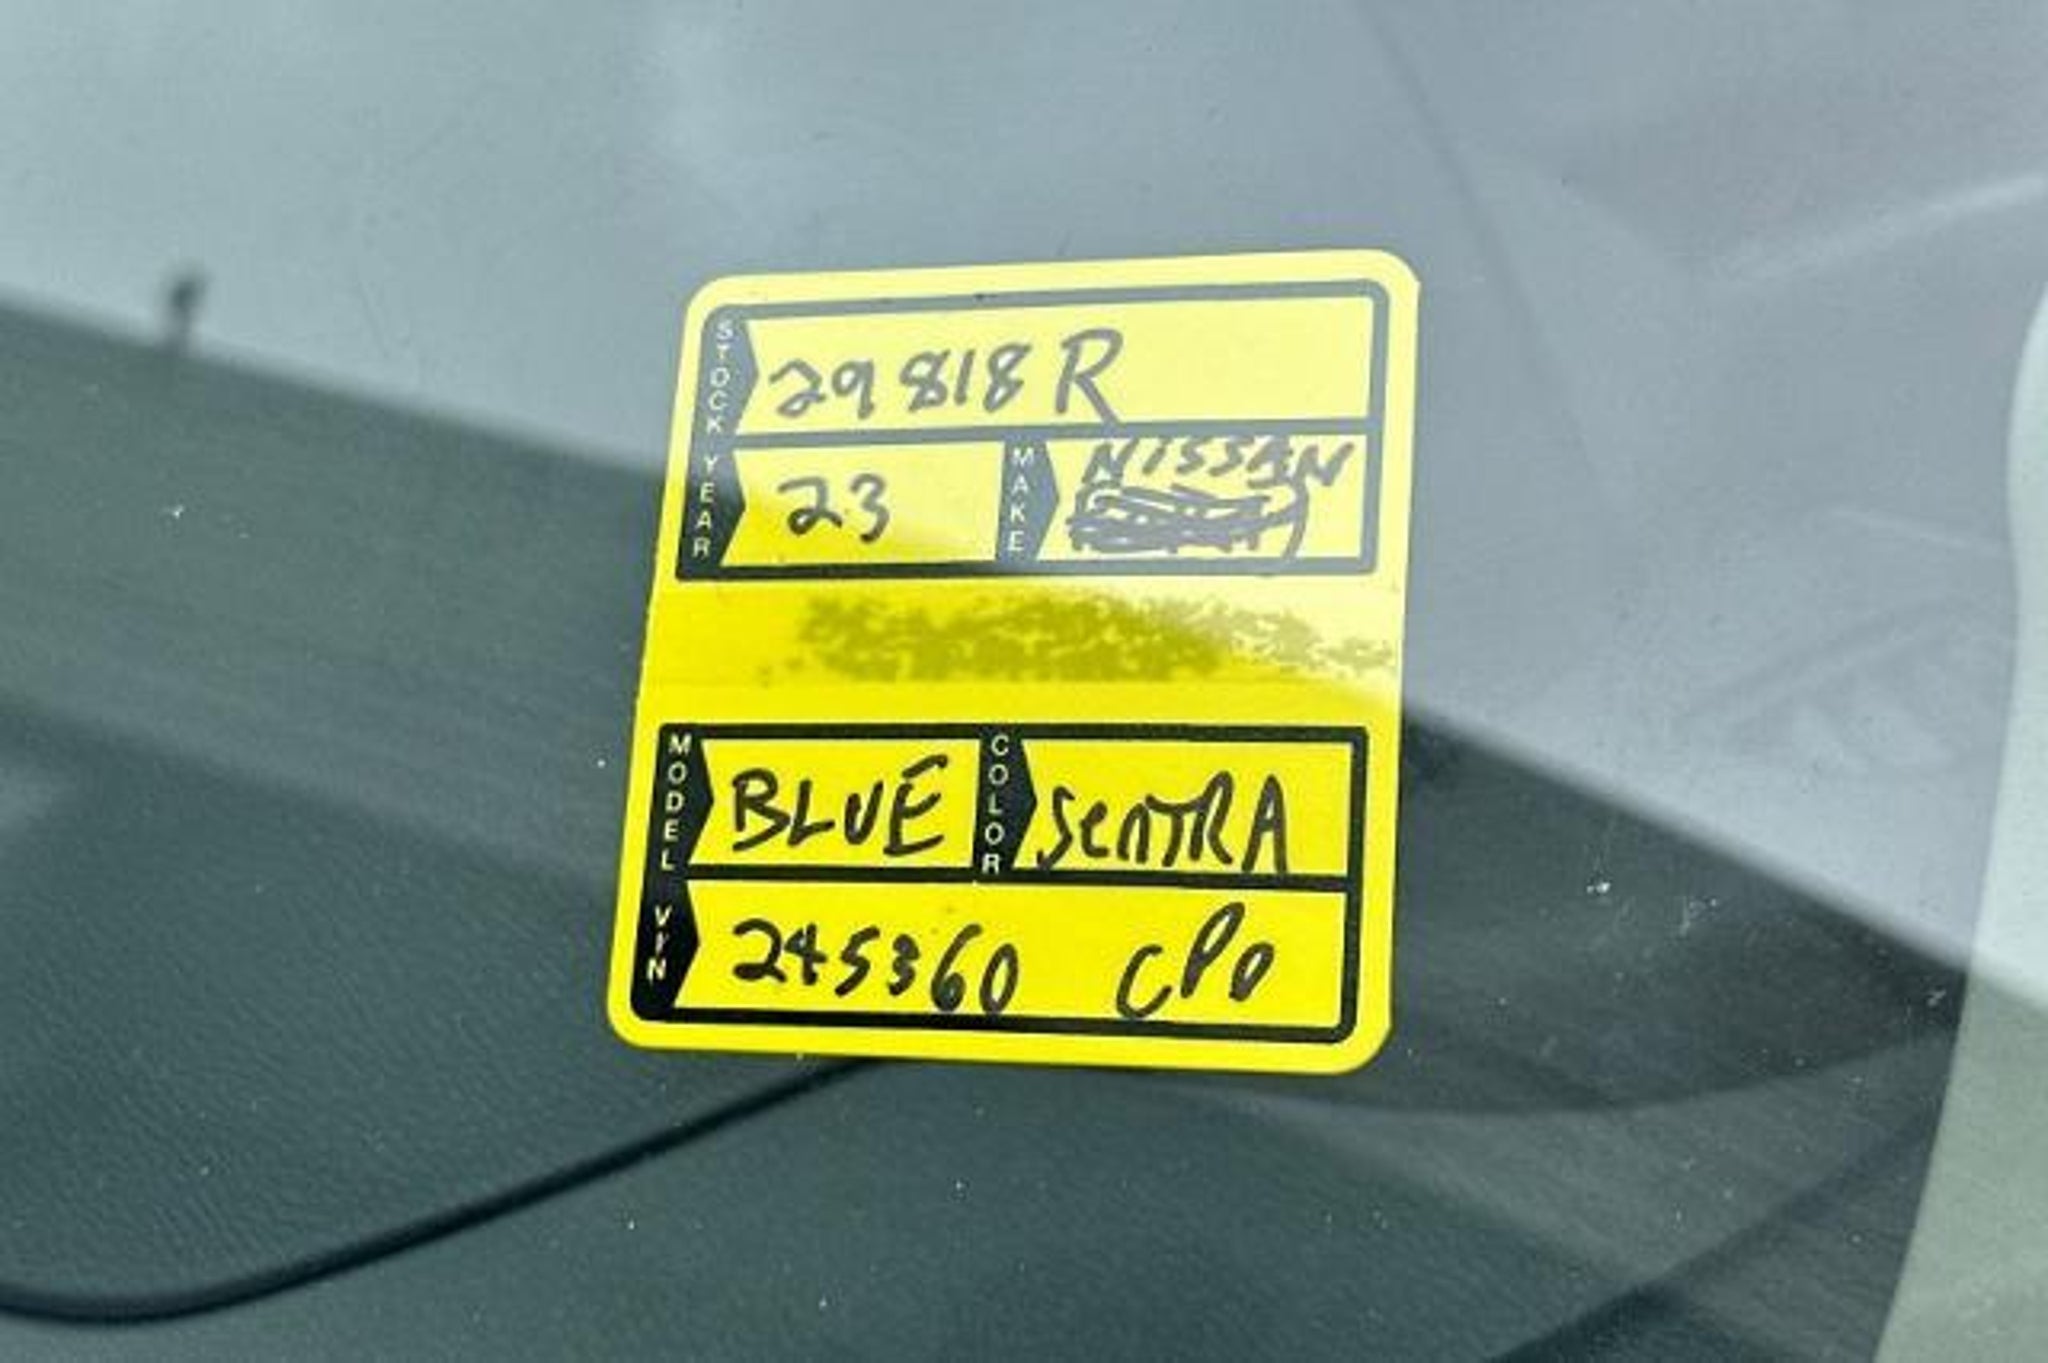 STOCK 29818R
YEAR 23 MAKE NISSAN
MODEL BLUE COLOR SenTRA
VIN 245360 CPO